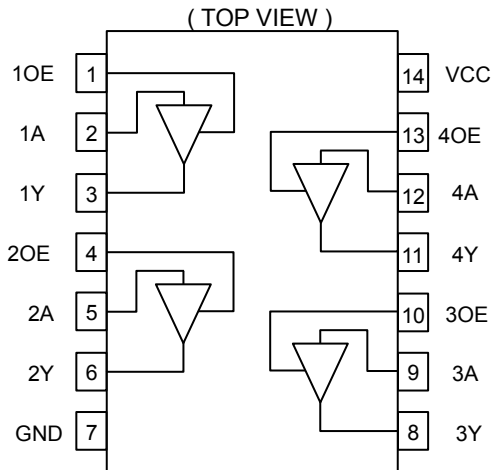 ( TOP VIEW )
1OE 1 14 VCC
1A 2 13 4OE
1Y 3 12 4A
2OE 4 11 4Y
2A 5 10 3OE
2Y 6 9 3A
GND 7 8 3Y